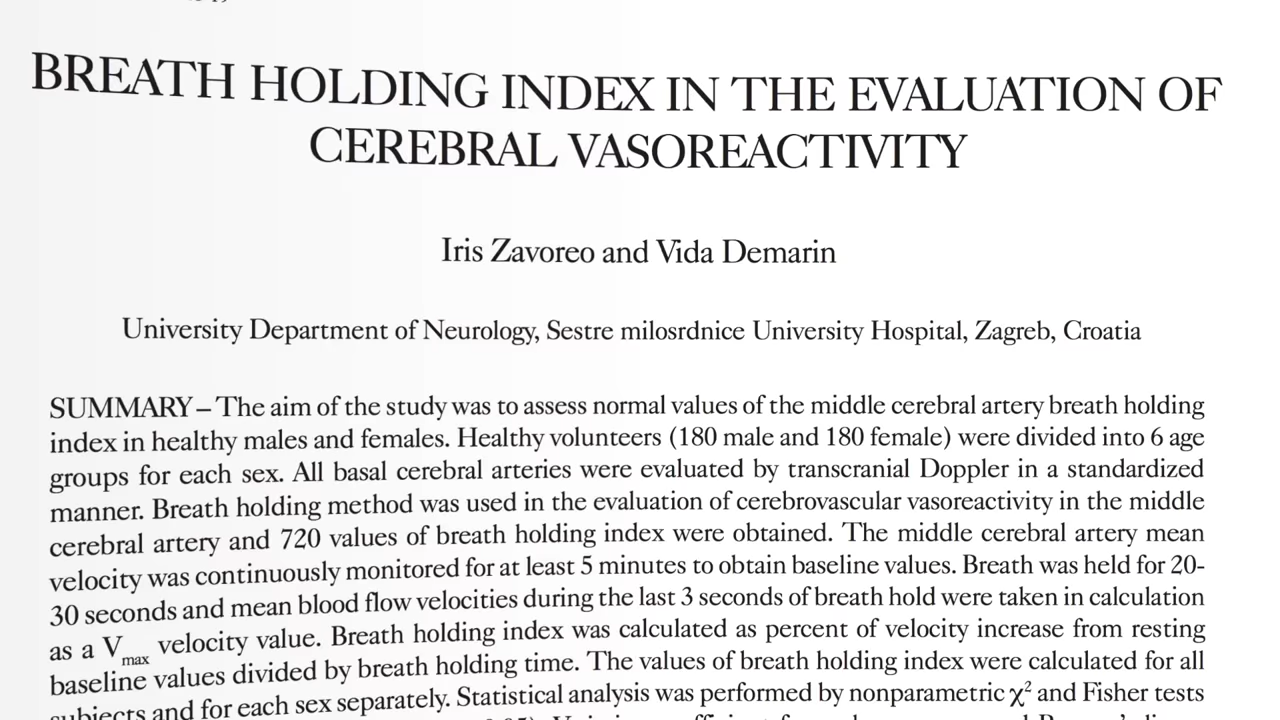 BREATH HOLDING INDEX IN THE EVALUATION OF
CEREBRAL VASOREACTIVITY
Iris Zavoreo and Vida Demarin
University Department of Neurology, Sestre milosrdnice University Hospital, Zagreb, Croatia
SUMMARY – The aim of the study was to assess normal values of the middle cerebral artery breath holding
index in healthy males and females. Healthy volunteers (180 male and 180 female) were divided into 6 age
groups for each sex. All basal cerebral arteries were evaluated by transcranial Doppler in a standardized
manner. Breath holding method was used in the evaluation of cerebrovascular vasoreactivity in the middle
cerebral artery and 720 values of breath holding index were obtained. The middle cerebral artery mean
velocity was continuously monitored for at least 5 minutes to obtain baseline values. Breath was held for 20-
30 seconds and mean blood flow velocities during the last 3 seconds of breath hold were taken in calculation
as a Vmax velocity value. Breath holding index was calculated as percent of velocity increase from resting
baseline values divided by breath holding time. The values of breath holding index were calculated for all
subjects and for each sex separately. Statistical analysis was performed by nonparametric χ² and Fisher tests